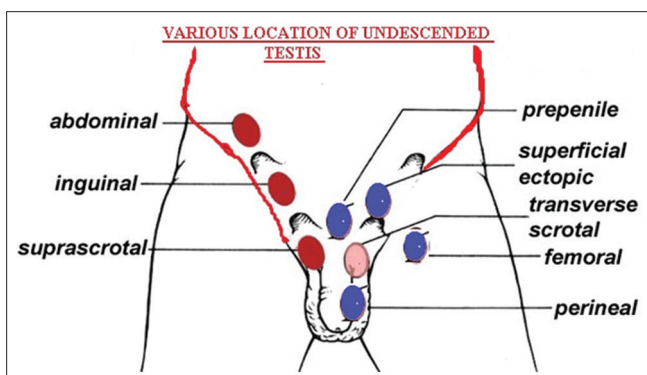 VARIOUS LOCATION OF UNDESCENDED
TESTIS
abdominal
inguinal
suprascrotal
prepenile
superficial
ectopic
transverse
scrotal
femoral
perineal